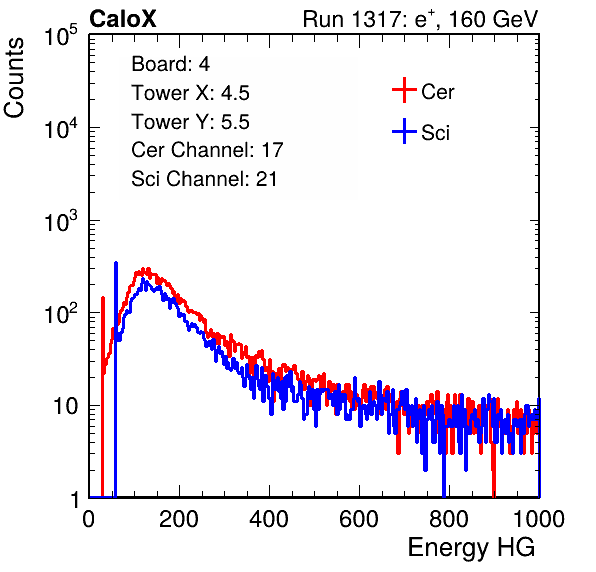 CaloX Run 1317: e⁺, 160 GeV
Counts
Board: 4
Tower X: 4.5
Tower Y: 5.5
Cer Channel: 17
Sci Channel: 21
Cer
Sci
10⁵
10⁴
10³
10²
10
1
0 200 400 600 800 1000
Energy HG